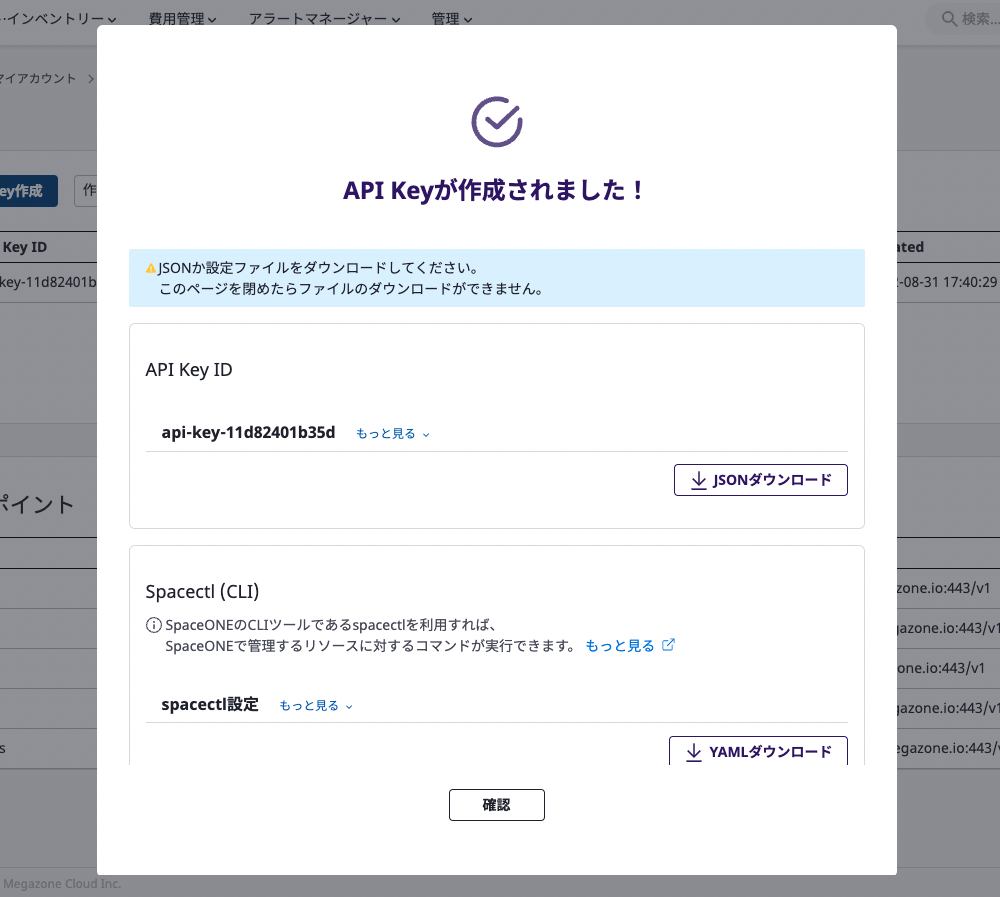 インベントリー
費用管理
アラートマネージャー
管理
検索...
マイアカウント
API Keyが作成されました！
ey作成
作
JSONか設定ファイルをダウンロードしてください。
このページを閉めたらファイルのダウンロードができません。
Key ID
ated
key-11d82401b
-08-31 17:40:29
API Key ID
api-key-11d82401b35d
もっと見る
JSONダウンロード
ポイント
Spacectl (CLI)
SpaceONEのCLIツールであるspacectlを利用すれば、
SpaceONEで管理するリソースに対するコマンドが実行できます。 もっと見る
zone.io:443/v1
gazone.io:443/v1
one.io:443/v1
spacectl設定
もっと見る
gazone.io:443/v1
s
egazone.io:443/v
YAMLダウンロード
確認
Megazone Cloud Inc.